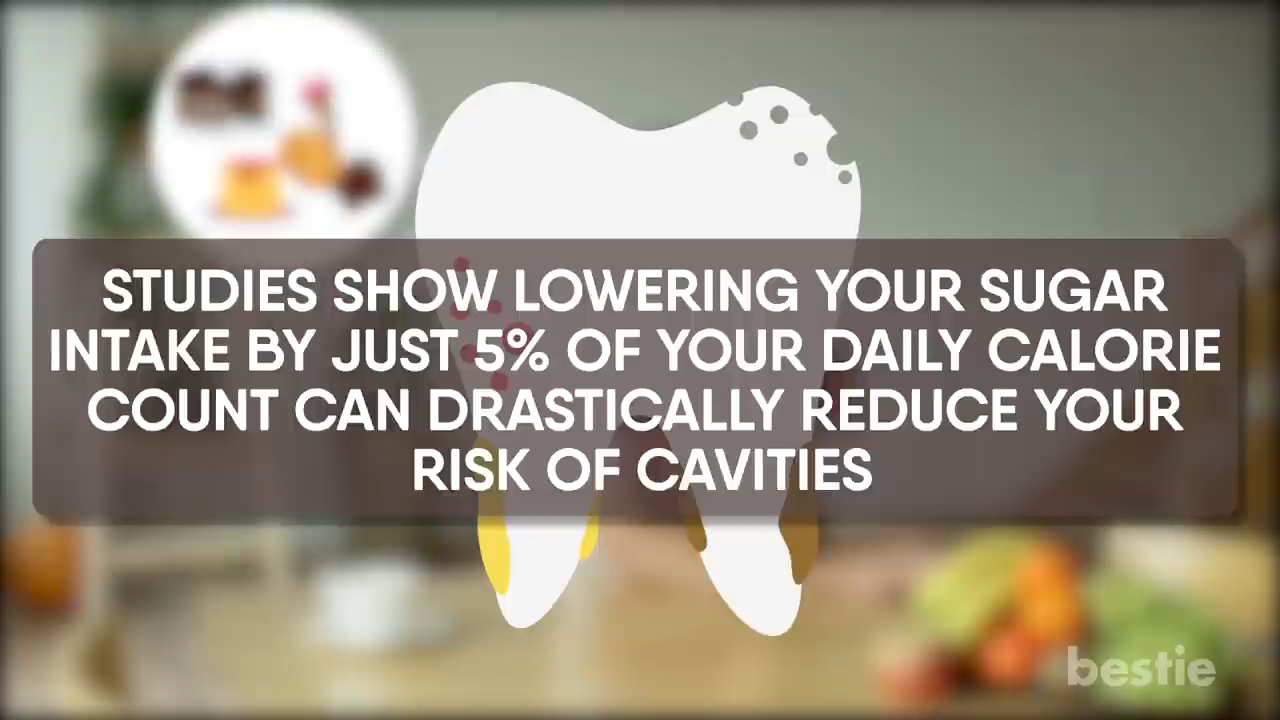 STUDIES SHOW LOWERING YOUR SUGAR
INTAKE BY JUST 5% OF YOUR DAILY CALORIE
COUNT CAN DRASTICALLY REDUCE YOUR
RISK OF CAVITIES
bestie